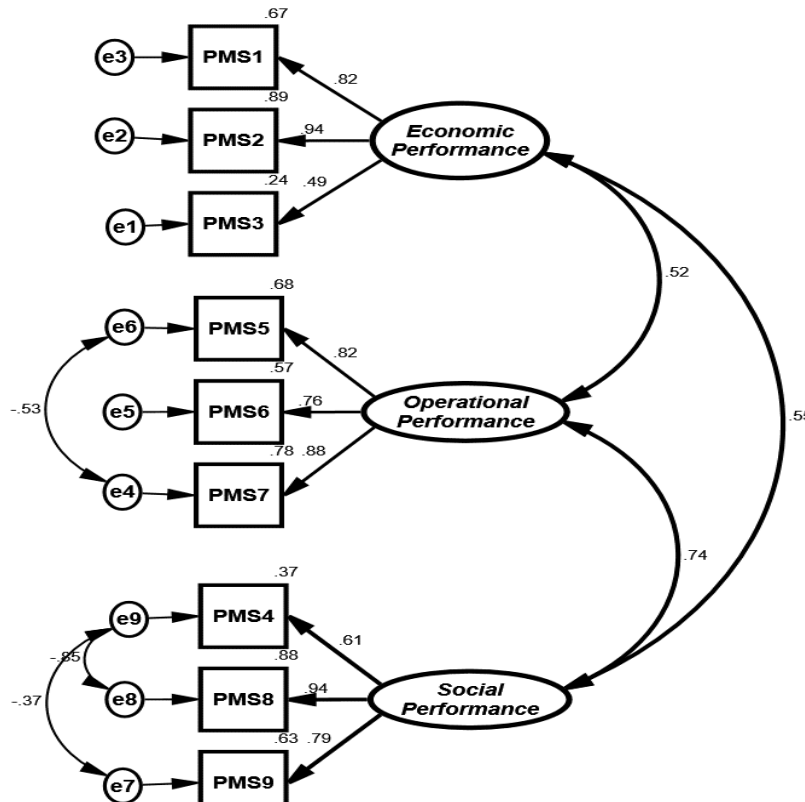 .67
e3
PMS1
.82
.89
e2
PMS2
.94
Economic
Performance
.24
.49
e1
PMS3
.52
.68
e6
PMS5
.82
.57
-.53
e5
PMS6
.76
Operational
Performance
.55
.78
.88
e4
PMS7
.74
.37
e9
PMS4
.61
-.85
.88
-.37
e8
PMS8
.94
Social
Performance
.63
.79
e7
PMS9